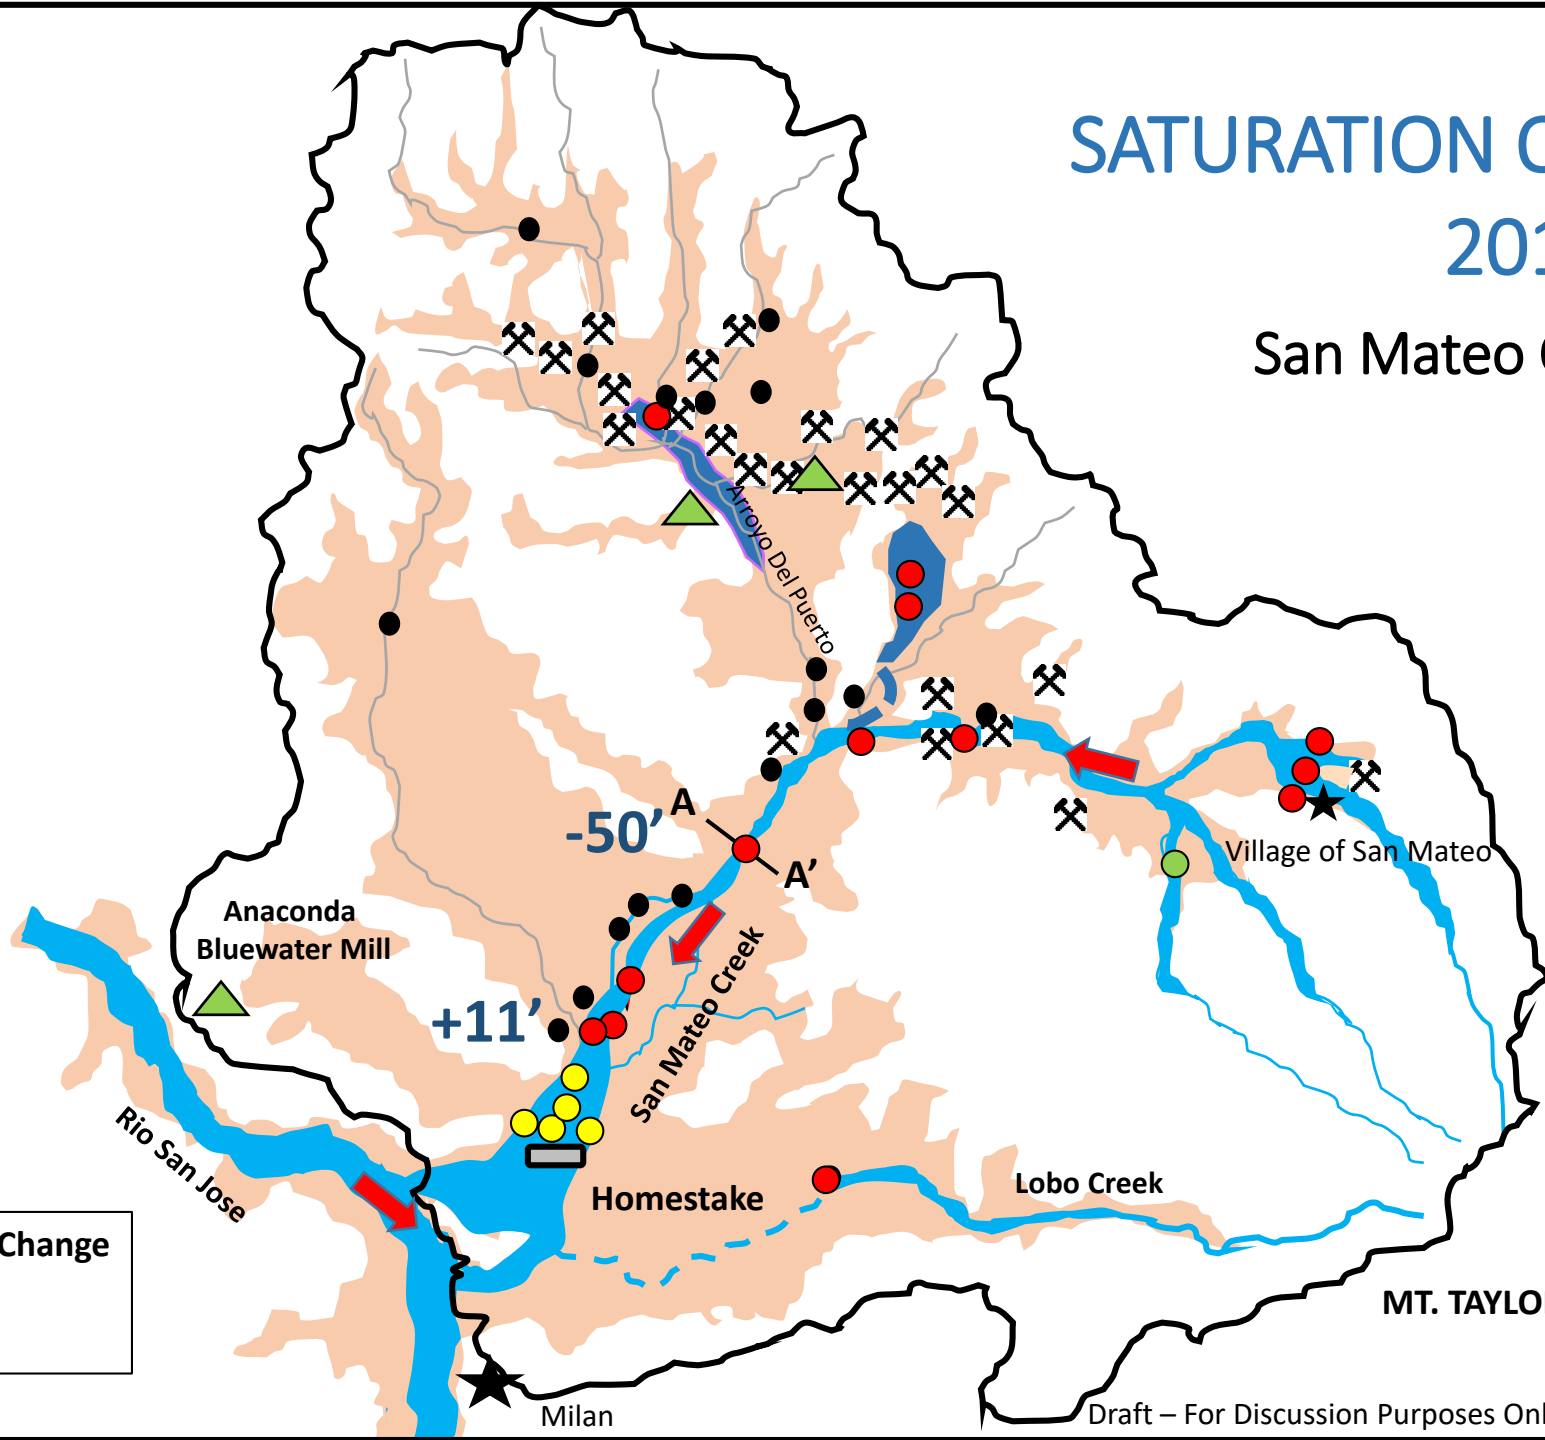 SATURATION
201
San Mateo
Arroyo Del Puerto
-50’
A
A’
Village of San Mateo
Anaconda
Bluewater Mill
San Mateo Creek
+11’
Rio San Jose
Homestake
Lobo Creek
Change
MT. TAYLO
Milan
Draft – For Discussion Purposes Onl